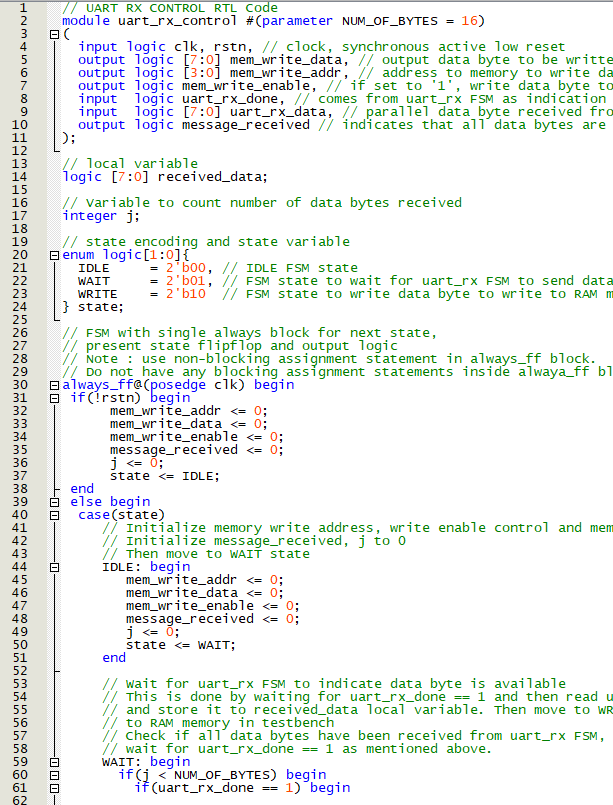 1 // UART RX CONTROL RTL Code
2 module uart_rx_control #(parameter NUM_OF_BYTES = 16)
3 (
4 input logic clk, rstn, // clock, synchronous active low reset
5 output logic [7:0] mem_write_data, // output data byte to be writte
6 output logic [3:0] mem_write_addr, // address to memory to write da
7 output logic mem_write_enable, // if set to '1', write data byte to
8 input logic uart_rx_done, // comes from uart_rx FSM as indication
9 input logic [7:0] uart_rx_data, // parallel data byte received fro
10 output logic message_received // indicates that all data bytes are
11 );
12
13 // local variable
14 logic [7:0] received_data;
15
16 // Variable to count number of data bytes received
17 integer j;
18
19 // state encoding and state variable
20 enum logic[1:0]{
21 IDLE = 2'b00, // IDLE FSM state
22 WAIT = 2'b01, // FSM state to wait for uart_rx FSM to send data
23 WRITE = 2'b10 // FSM state to write data byte to write to RAM m
24 } state;
25
26 // FSM with single always block for next state,
27 // present state flipflop and output logic
28 // Note : use non-blocking assignment statement in always_ff block.
29 // Do not have any blocking assignment statements inside alwaya_ff bl
30 always_ff@(posedge clk) begin
31 if(!rstn) begin
32 mem_write_addr <= 0;
33 mem_write_data <= 0;
34 mem_write_enable <= 0;
35 message_received <= 0;
36 j <= 0;
37 state <= IDLE;
38 end
39 else begin
40 case(state)
41 // Initialize memory write address, write enable control and mem
42 // Initialize message_received, j to 0
43 // Then move to WAIT state
44 IDLE: begin
45 mem_write_addr <= 0;
46 mem_write_data <= 0;
47 mem_write_enable <= 0;
48 message_received <= 0;
49 j <= 0;
50 state <= WAIT;
51 end
52
53 // Wait for uart_rx FSM to indicate data byte is available
54 // This is done by waiting for uart_rx_done == 1 and then read u
55 // and store it to received_data local variable. Then move to WR
56 // to RAM memory in testbench
57 // Check if all data bytes have been received from uart_rx FSM,
58 // wait for uart_rx_done == 1 as mentioned above.
59 WAIT: begin
60 if(j < NUM_OF_BYTES) begin
61 if(uart_rx_done == 1) begin
62